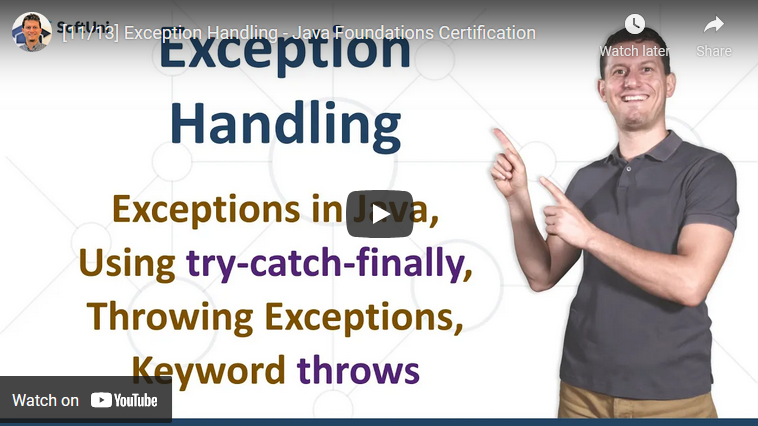 SoftUni
[11/13] Exception Handling - Java Foundations Certification
Watch later
Share
Exception
Handling
Exceptions in Java,
Using try-catch-finally,
Throwing Exceptions,
Keyword throws
Watch on YouTube